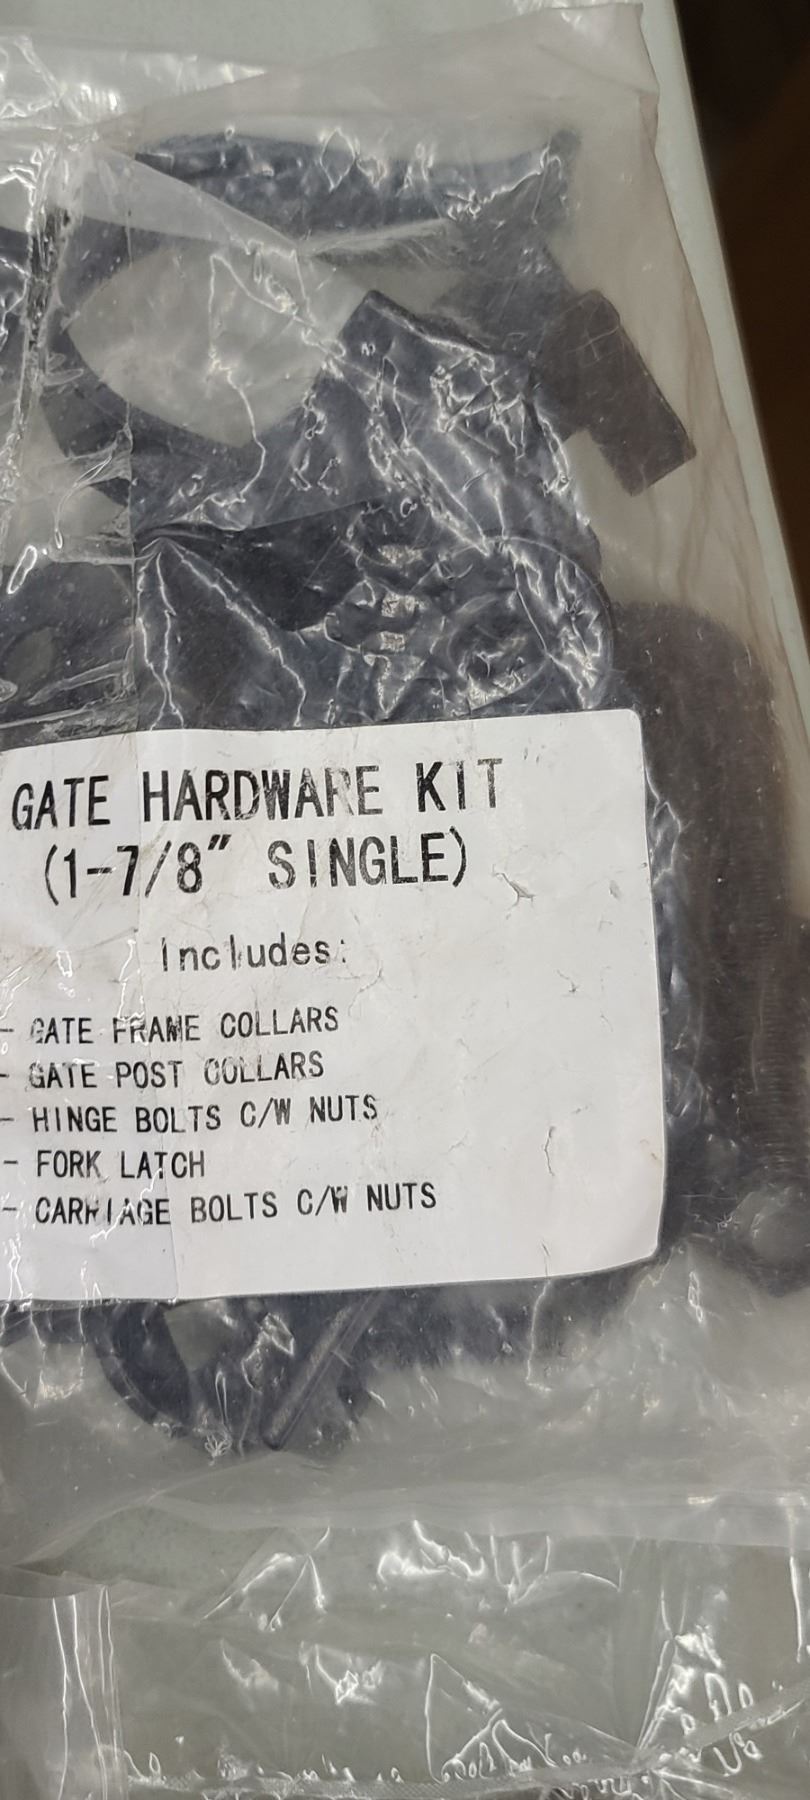 GATE HARDWARE KIT
(1-7/8" SINGLE)
Includes:
- GATE FRAME COLLARS
- GATE POST COLLARS
- HINGE BOLTS C/W NUTS
- FORK LATCH
- CARRIAGE BOLTS C/W NUTS